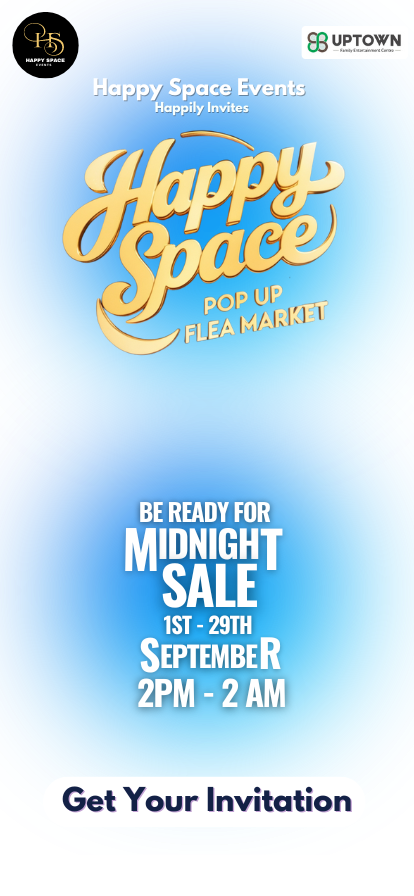 HS
HAPPY SPACE
EVENTS
UPTOWN
Family Entertainment Centre
Happy Space Events
Happily Invites
Happy
Space
POP UP
FLEA MARKET
BE READY FOR
MIDNIGHT
SALE
1ST - 29TH
SEPTEMBER
2PM - 2 AM
Get Your Invitation